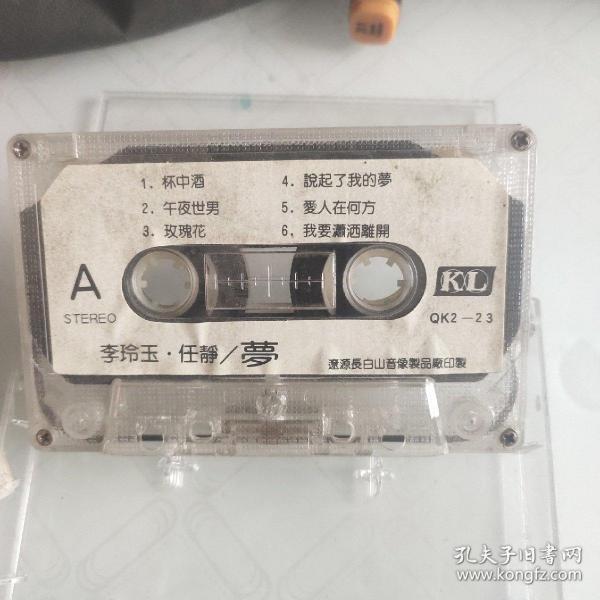 1. 杯中酒
2. 午夜世男
3. 玫瑰花
4. 說起了我的夢
5. 愛人在何方
6. 我要瀟洒離開
A
STEREO
K/L
QK2-23
李玲玉·任靜/夢
遼源長白山音像製品廠印製
孔夫子旧书网
www.kongfz.com